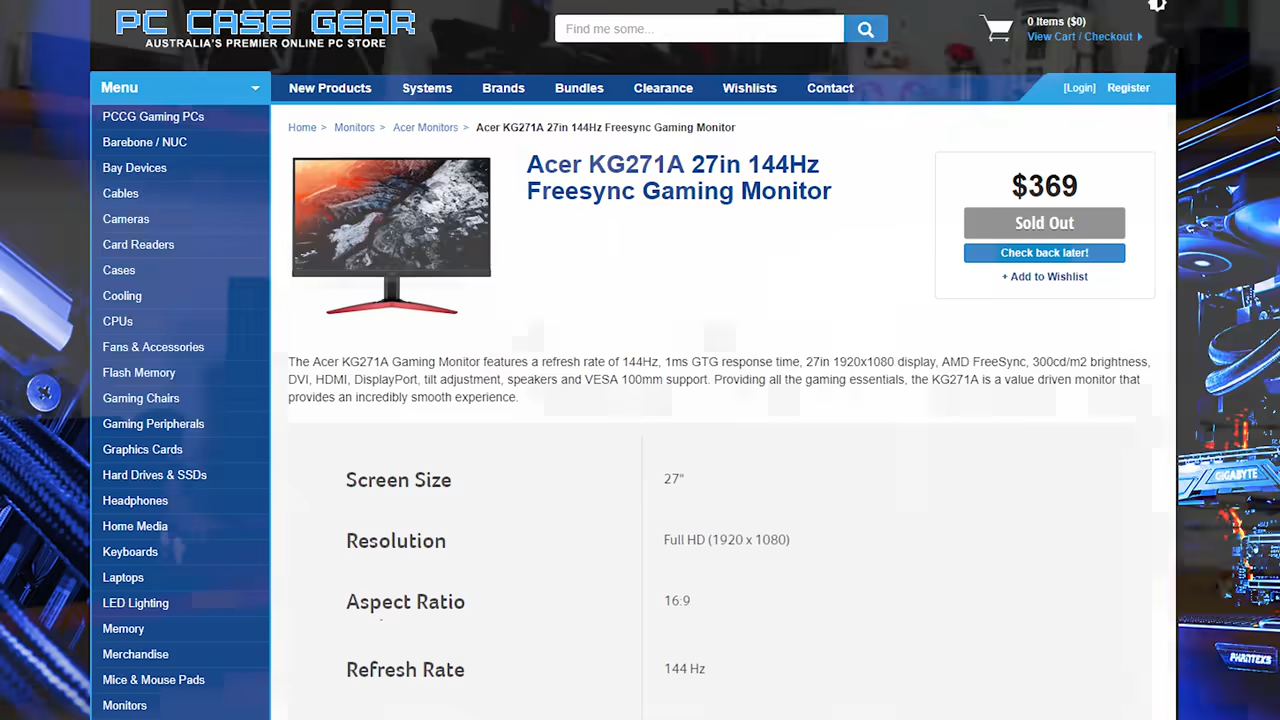 PC CASE GEAR
AUSTRALIA'S PREMIER ONLINE PC STORE
Find me some...
0 Items ($0)
View Cart / Checkout
Menu
New Products
Systems
Brands
Bundles
Clearance
Wishlists
Contact
[Login]
Register
PCCG Gaming PCs
Barebone / NUC
Bay Devices
Cables
Cameras
Card Readers
Cases
Cooling
CPUs
Fans & Accessories
Flash Memory
Gaming Chairs
Gaming Peripherals
Graphics Cards
Hard Drives & SSDs
Headphones
Home Media
Keyboards
Laptops
LED Lighting
Memory
Merchandise
Mice & Mouse Pads
Monitors
Home > Monitors > Acer Monitors > Acer KG271A 27in 144Hz Freesync Gaming Monitor
Acer KG271A 27in 144Hz
Freesync Gaming Monitor
$369
Sold Out
Check back later!
+ Add to Wishlist
The Acer KG271A Gaming Monitor features a refresh rate of 144Hz, 1ms GTG response time, 27in 1920x1080 display, AMD FreeSync, 300cd/m2 brightness,
DVI, HDMI, DisplayPort, tilt adjustment, speakers and VESA 100mm support. Providing all the gaming essentials, the KG271A is a value driven monitor that
provides an incredibly smooth experience.
Screen Size
27"
Resolution
Full HD (1920 x 1080)
Aspect Ratio
16:9
Refresh Rate
144 Hz
GIGABYTE
PHANTEKS